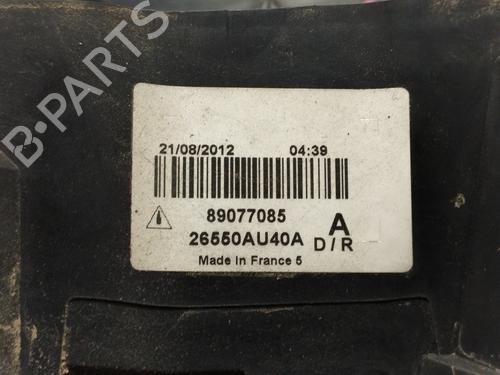 B-PARTS
21/08/2012 04:39
89077085
26550AU40A
A
D/R
Made In France 5